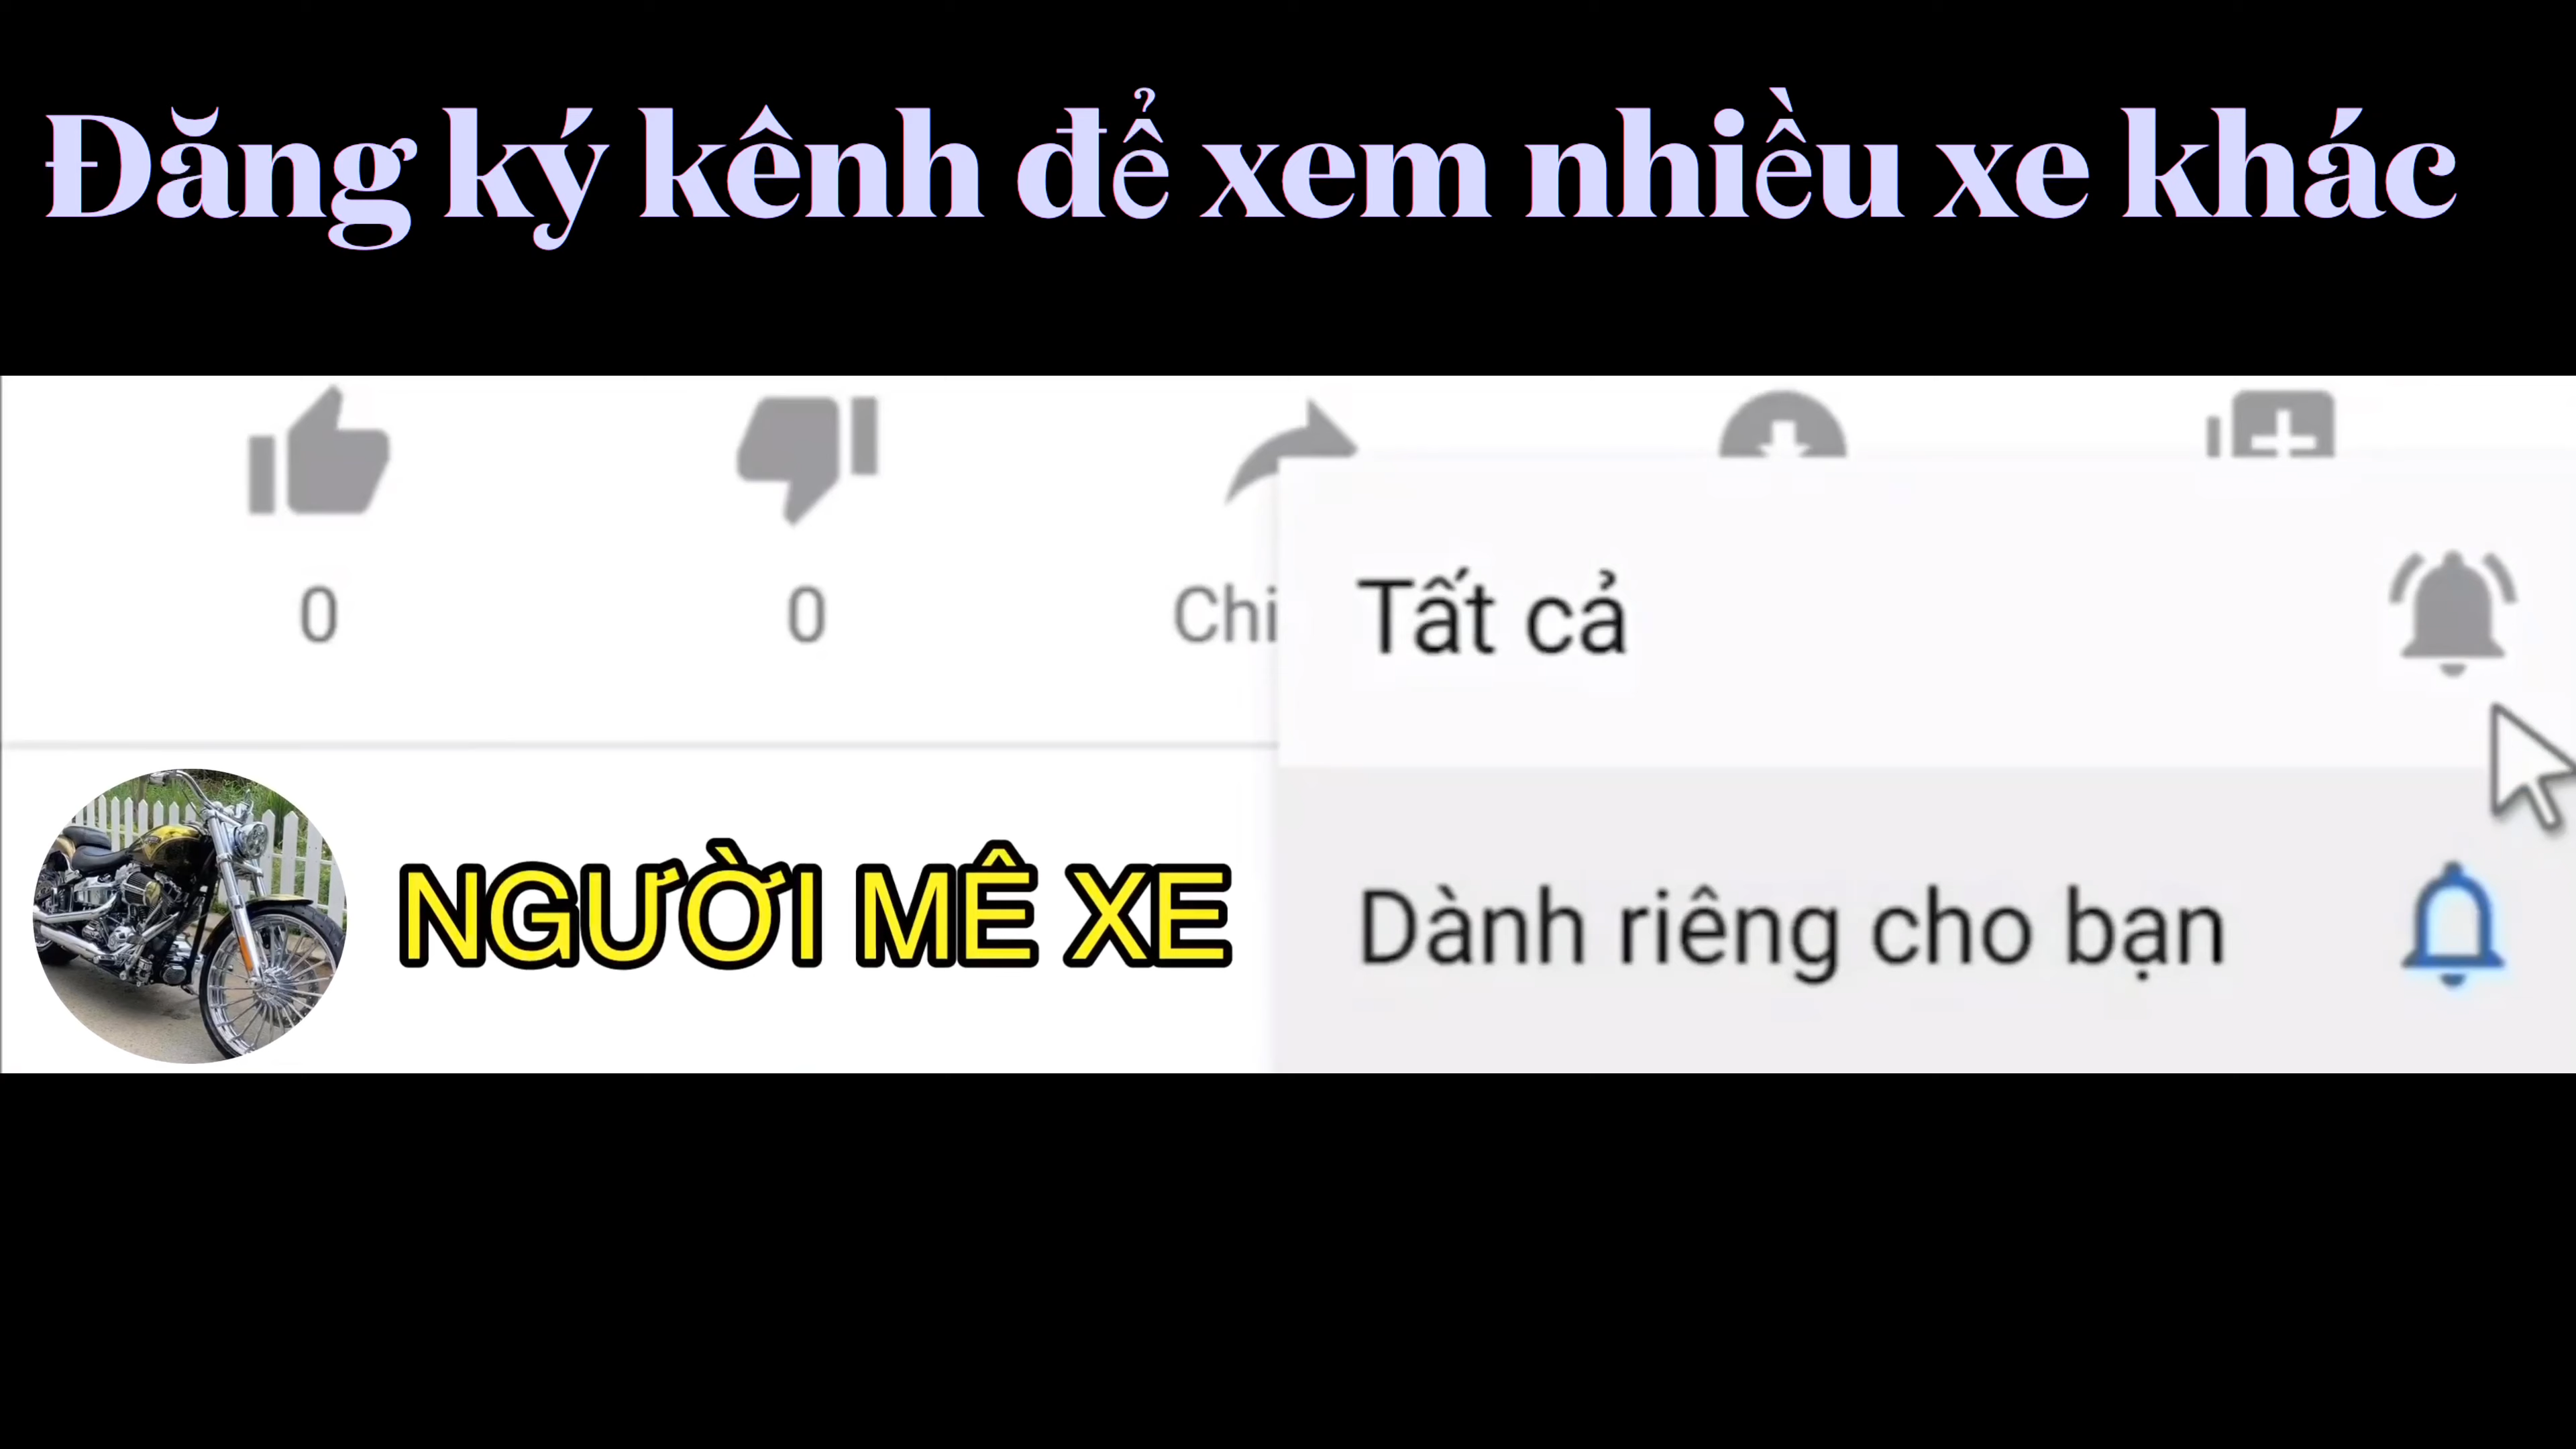 Đăng ký kênh để xem nhiều xe khác
0
0
Chi
Tất cả
NGƯỜI MÊ XE
Dành riêng cho bạn